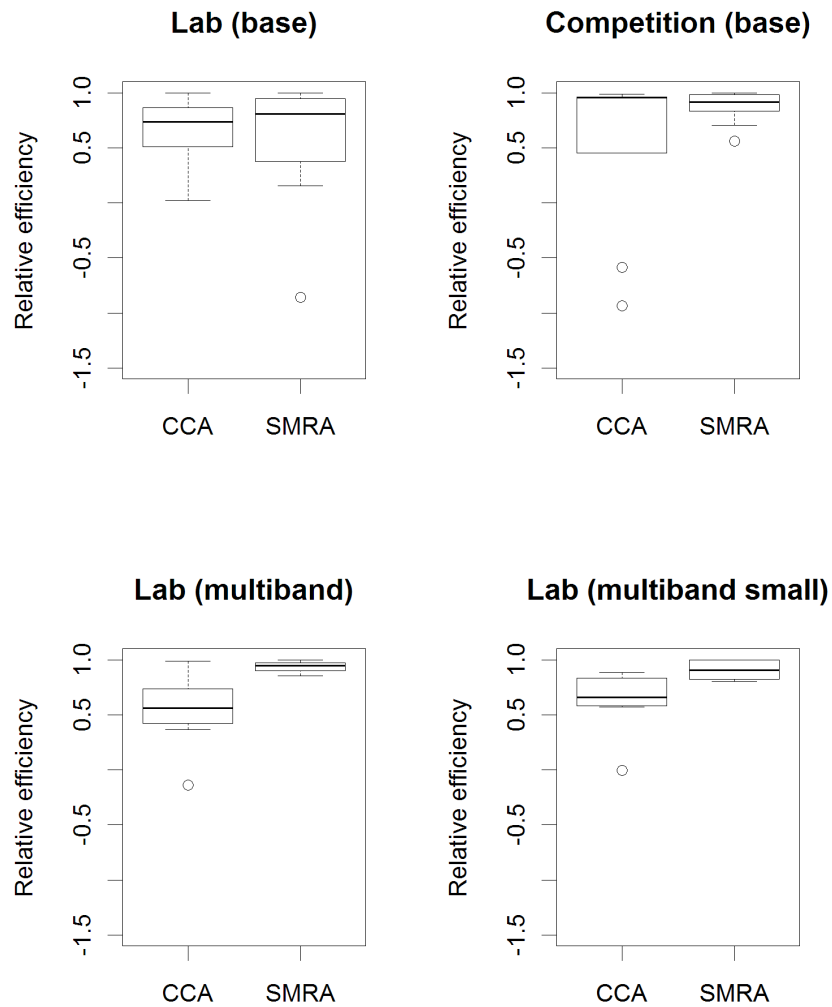 Lab (base)
Relative efficiency
1.0
0.5
-0.5
-1.5
CCA SMRA
Competition (base)
Relative efficiency
1.0
0.5
-0.5
-1.5
CCA SMRA
Lab (multiband)
Relative efficiency
1.0
0.5
-0.5
-1.5
CCA SMRA
Lab (multiband small)
Relative efficiency
1.0
0.5
-0.5
-1.5
CCA SMRA